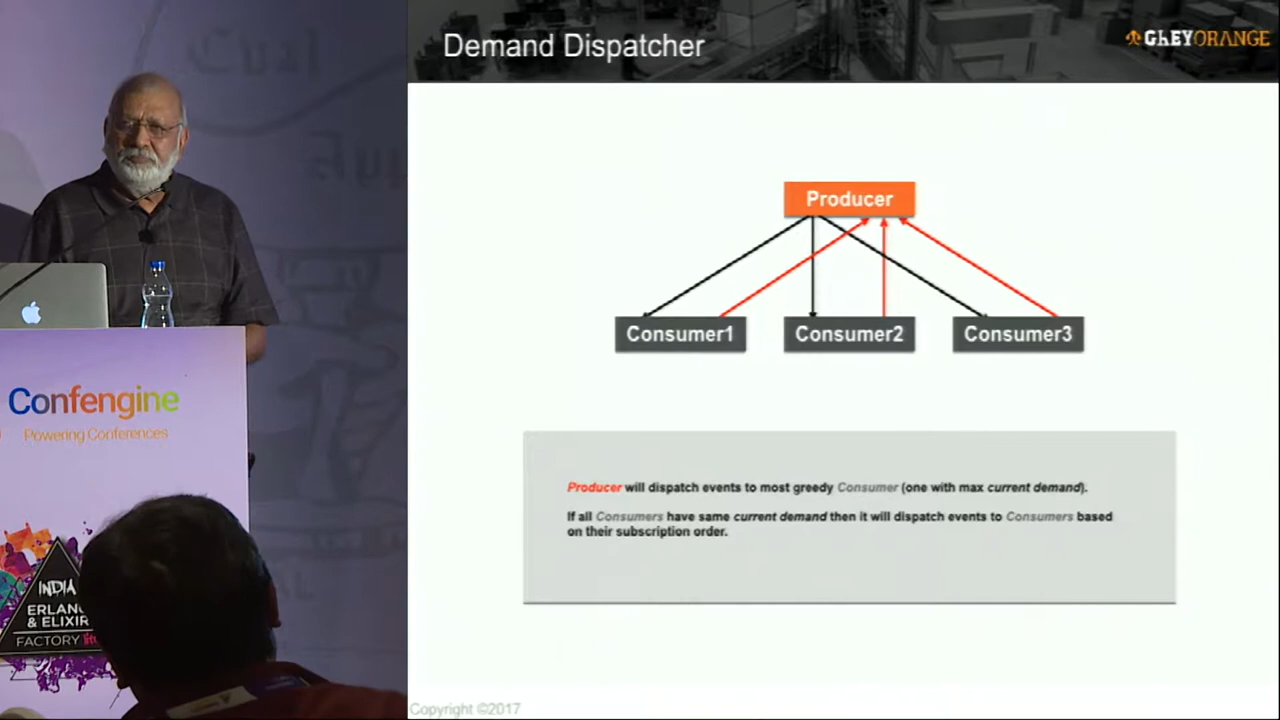 Demand Dispatcher
GREYORANGE
Producer
Consumer1
Consumer2
Consumer3
Producer will dispatch events to most greedy Consumer (one with max current demand).
If all Consumers have same current demand then it will dispatch events to Consumers based
on their subscription order.
Copyright ©2017
Confengine
Powering Conferences
INDIA
ERLANG
& ELIXIR
FACTORY